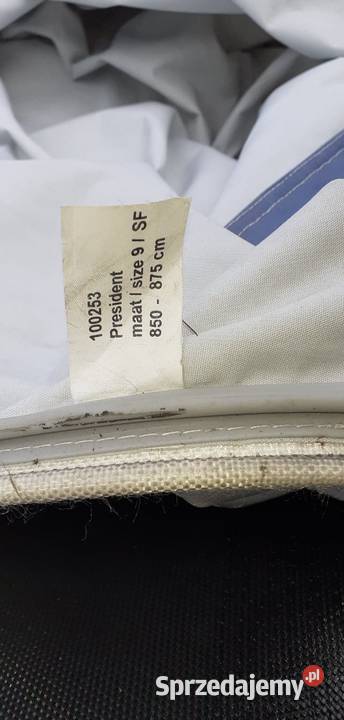 100253
President
maat / size 9 / SF
850 - 875 cm
Sprzedajemy.pl